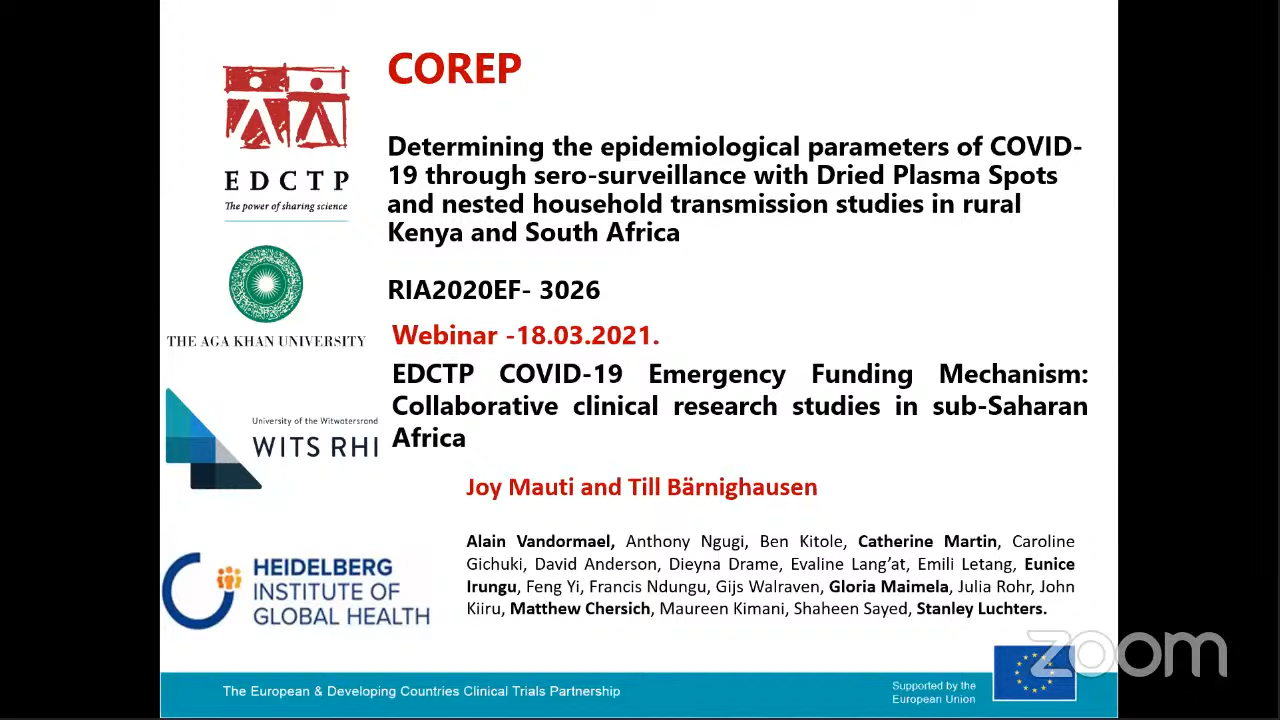 COREP
EDCTP
The power of sharing science
Determining the epidemiological parameters of COVID-
19 through sero-surveillance with Dried Plasma Spots
and nested household transmission studies in rural
Kenya and South Africa
THE AGA KHAN UNIVERSITY
RIA2020EF- 3026
Webinar -18.03.2021.
EDCTP COVID-19 Emergency Funding Mechanism:
Collaborative clinical research studies in sub-Saharan
Africa
University of the Witwatersrand
WITS RHI
Joy Mauti and Till Bärnighausen
HEIDELBERG
INSTITUTE OF
GLOBAL HEALTH
Alain Vandormael, Anthony Ngugi, Ben Kitole, Catherine Martin, Caroline
Gichuki, David Anderson, Dieyna Drame, Evaline Lang’at, Emili Letang, Eunice
Irungu, Feng Yi, Francis Ndungu, Gijs Walraven, Gloria Maimela, Julia Rohr, John
Kiiru, Matthew Chersich, Maureen Kimani, Shaheen Sayed, Stanley Luchters.
The European & Developing Countries Clinical Trials Partnership
Supported by the
European Union
zoom